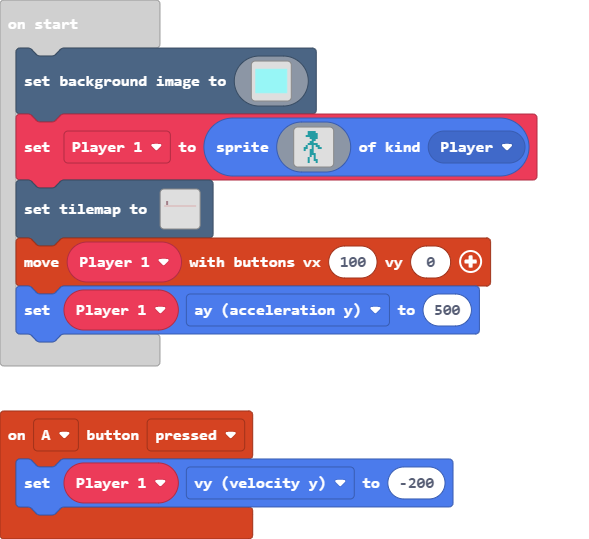 on start
set background image to
set Player 1 to sprite of kind Player
set tilemap to
move Player 1 with buttons vx 100 vy 0
set Player 1 ay (acceleration y) to 500
on A button pressed
set Player 1 vy (velocity y) to -200